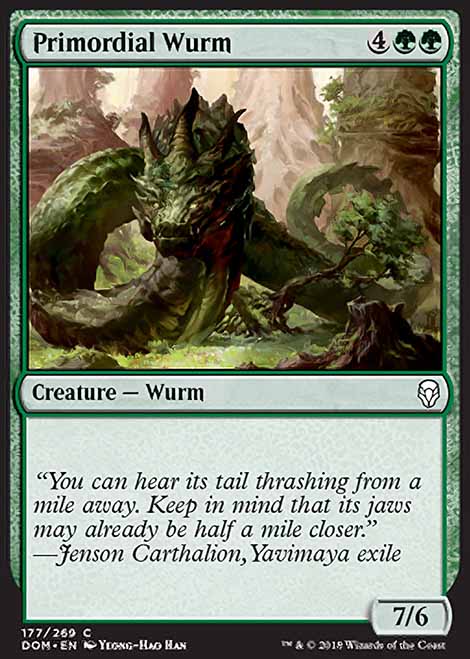 Primordial Wurm 4
Creature — Wurm
“You can hear its tail thrashing from a
mile away. Keep in mind that its jaws
may already be half a mile closer.”
—Jenson Carthalion, Yavimaya exile
7/6
177/269 C
DOM • EN Yeong-Hao Han
™ & © 2018 Wizards of the Coast